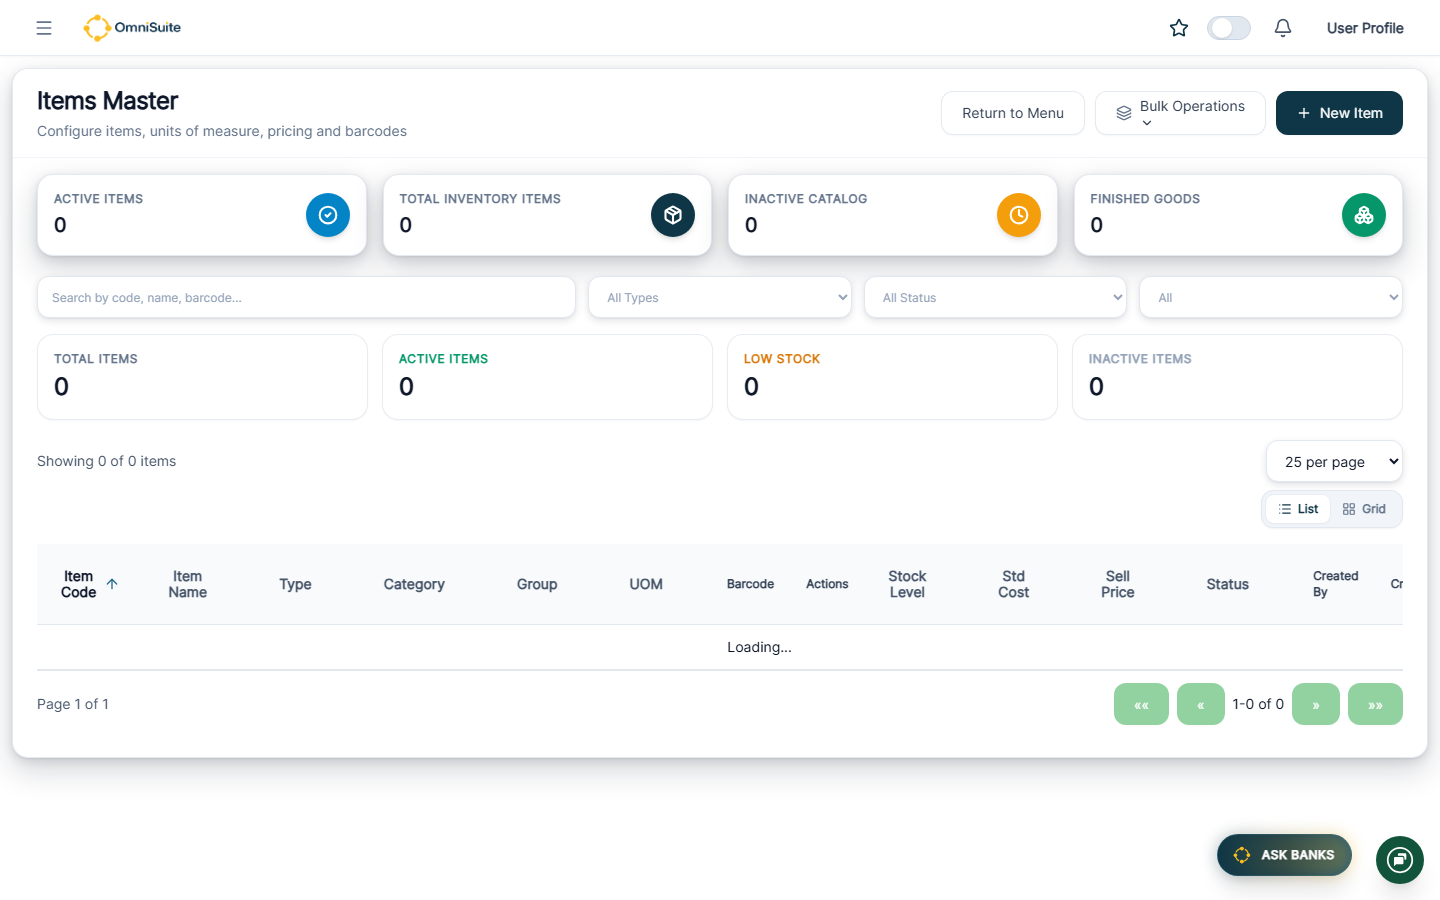 OmniSuite
User Profile
Items Master
Configure items, units of measure, pricing and barcodes
Return to Menu
Bulk Operations
New Item
ACTIVE ITEMS
0
TOTAL INVENTORY ITEMS
0
INACTIVE CATALOG
0
FINISHED GOODS
0
Search by code, name, barcode...
All Types
All Status
All
TOTAL ITEMS
0
ACTIVE ITEMS
0
LOW STOCK
0
INACTIVE ITEMS
0
Showing 0 of 0 items
25 per page
List
Grid
Item
Code
Item
Name
Type
Category
Group
UOM
Barcode
Actions
Stock
Level
Std
Cost
Sell
Price
Status
Created
By
Cr
Loading...
Page 1 of 1
««
«
1-0 of 0
»
»»
ASK BANKS